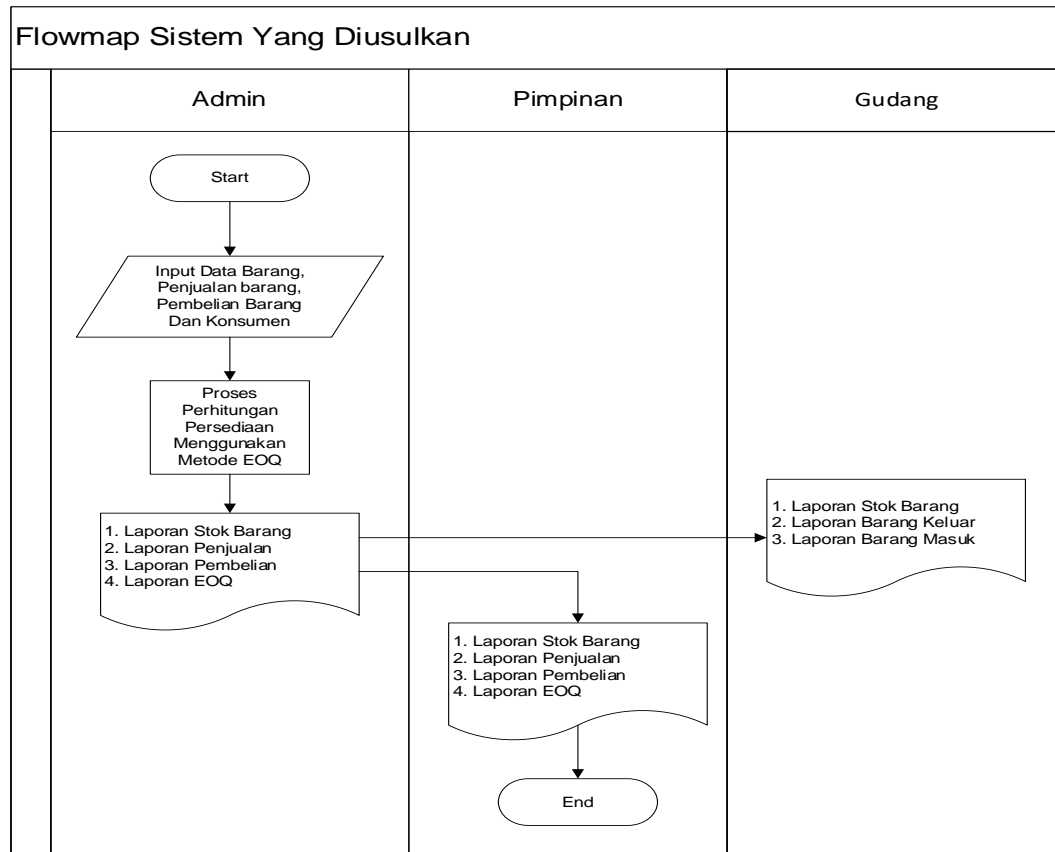 Flowmap Sistem Yang Diusulkan
Admin
Pimpinan
Gudang
Start
Input Data Barang,
Penjualan barang,
Pembelian Barang
Dan Konsumen
Proses
Perhitungan
Persediaan
Menggunakan
Metode EOQ
1. Laporan Stok Barang
2. Laporan Penjualan
3. Laporan Pembelian
4. Laporan EOQ
1. Laporan Stok Barang
2. Laporan Barang Keluar
3. Laporan Barang Masuk
1. Laporan Stok Barang
2. Laporan Penjualan
3. Laporan Pembelian
4. Laporan EOQ
End